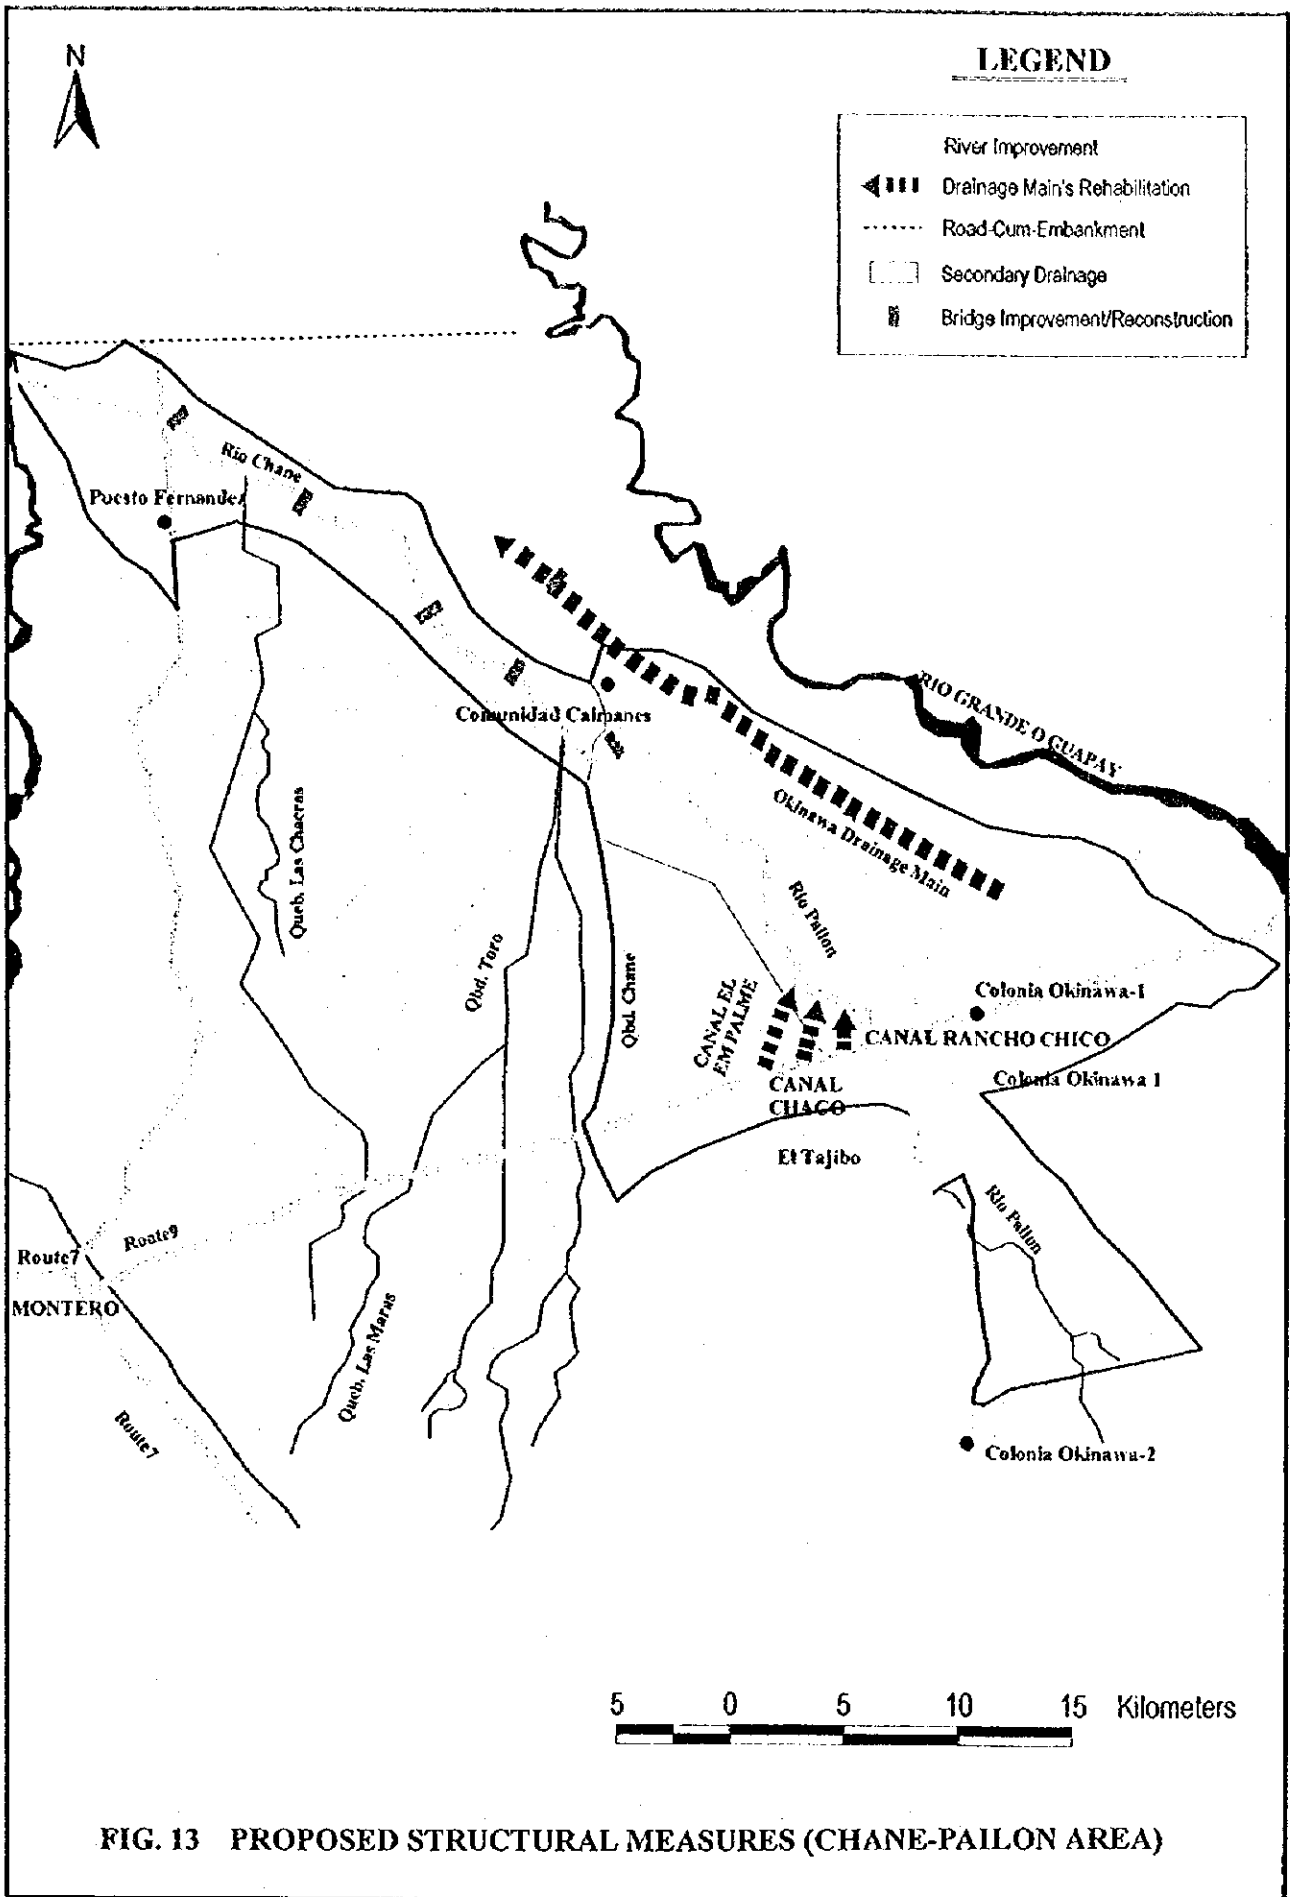 N
LEGEND
River Improvement
Drainage Main's Rehabilitation
Road-Cum-Embankment
Secondary Drainage
Bridge Improvement/Reconstruction
Rio Chane
Puesto Fernandez
Comunidad Caimanes
RIO GRANDE O GUAPAY
Okinawa Drainage Main
Queb. Las Chacras
Rio Pailon
Qbd. Toro
Qbd. Chane
CANAL EL
EMPALME
Colonia Okinawa-1
CANAL RANCHO CHICO
CANAL
CHACO
Colonia Okinawa 1
El Tajibo
Rio Pailon
Route9
Route7
MONTERO
Queb. Las Maras
Route7
Colonia Okinawa-2
5 0 5 10 15 Kilometers
FIG. 13 PROPOSED STRUCTURAL MEASURES (CHANE-PAILON AREA)